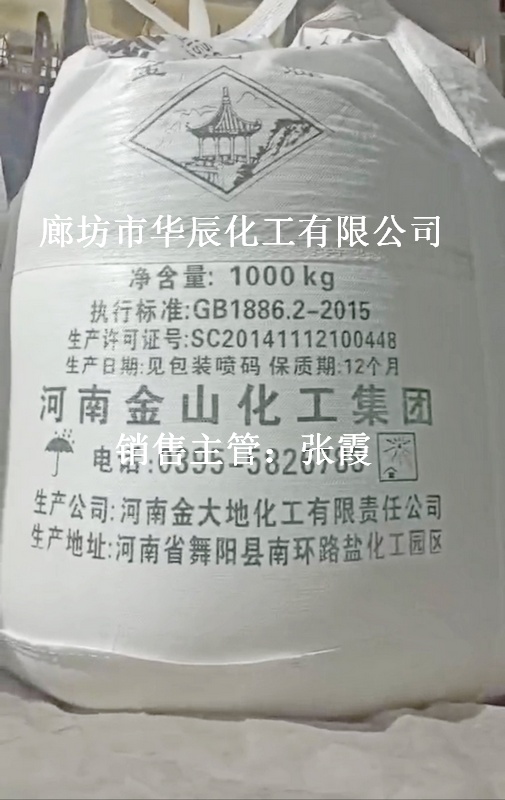 廊坊市华辰化工有限公司
净含量: 1000kg
执行标准:GB1886.2-2015
生产许可证号:SC20141112100448
生产日期:见包装喷码 保质期:12个月
河南金山化工集团
销售主管：张霞
电话:
生产公司:河南金大地化工有限责任公司
生产地址:河南省舞阳县南环路盐化工园区